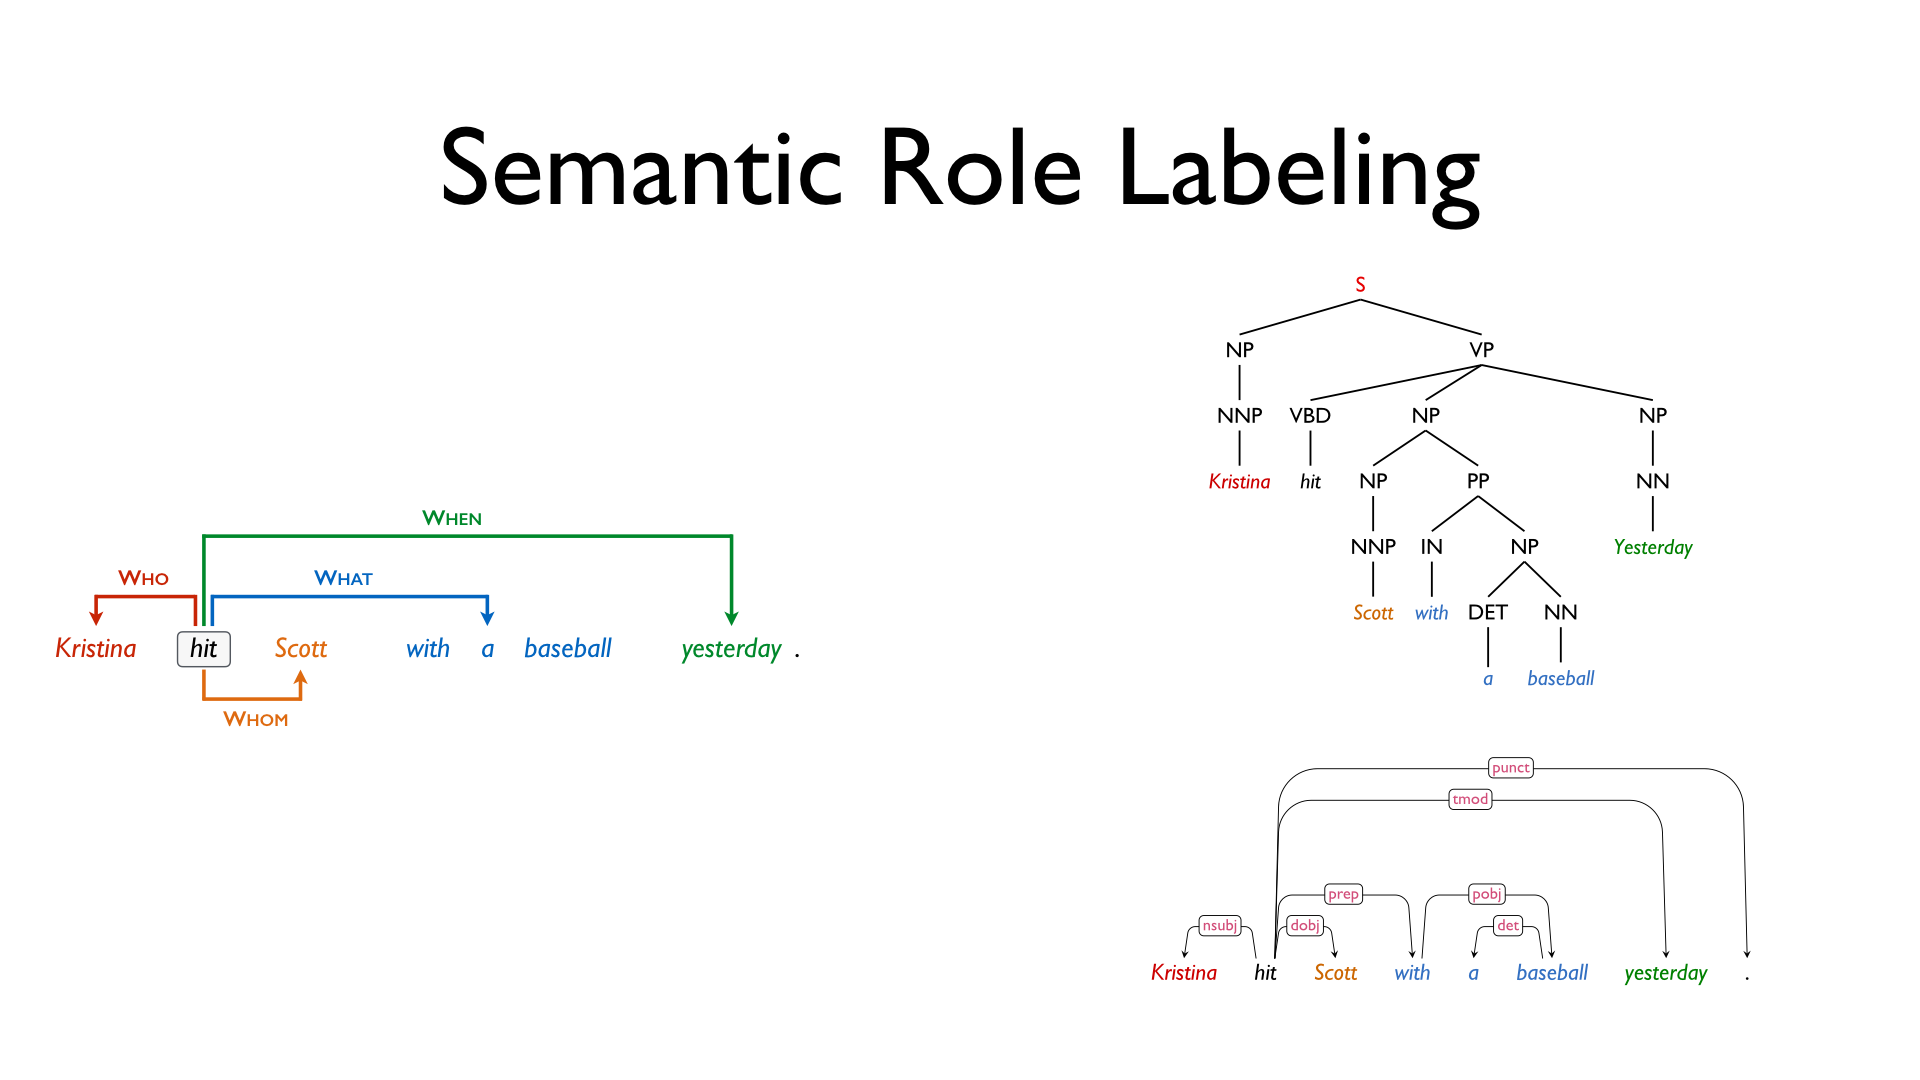 Semantic Role Labeling
WHEN
WHO WHAT
Kristina hit Scott with a baseball yesterday .
WHOM
S
NP VP
NNP VBD NP NP
Kristina hit NP PP NN
NNP IN NP Yesterday
Scott with DET NN
a baseball
punct
tmod
prep pobj
nsubj dobj det
Kristina hit Scott with a baseball yesterday .